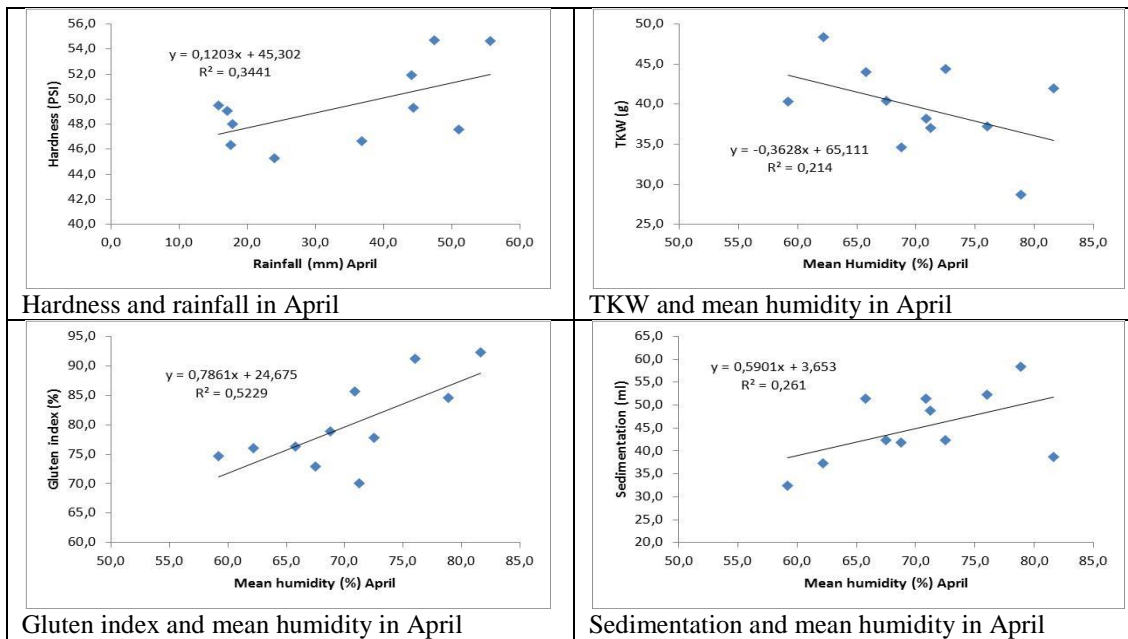 56,0
54,0
52,0
50,0
48,0
46,0
44,0
42,0
40,0
Hardness (PSI)
y = 0,1203x + 45,302
R² = 0,3441
0,0 10,0 20,0 30,0 40,0 50,0 60,0
Rainfall (mm) April
Hardness and rainfall in April
50,0
45,0
40,0
35,0
30,0
25,0
TKW (g)
y = -0,3628x + 65,111
R² = 0,214
50,0 55,0 60,0 65,0 70,0 75,0 80,0 85,0
Mean Humidity (%) April
TKW and mean humidity in April
95,0
90,0
85,0
80,0
75,0
70,0
65,0
60,0
Gluten index (%)
y = 0,7861x + 24,675
R² = 0,5229
50,0 55,0 60,0 65,0 70,0 75,0 80,0 85,0
Mean humidity (%) April
Gluten index and mean humidity in April
65,0
60,0
55,0
50,0
45,0
40,0
35,0
30,0
25,0
20,0
Sedimentation (ml)
y = 0,5901x + 3,653
R² = 0,261
50,0 55,0 60,0 65,0 70,0 75,0 80,0 85,0
Mean humidity (%) April
Sedimentation and mean humidity in April